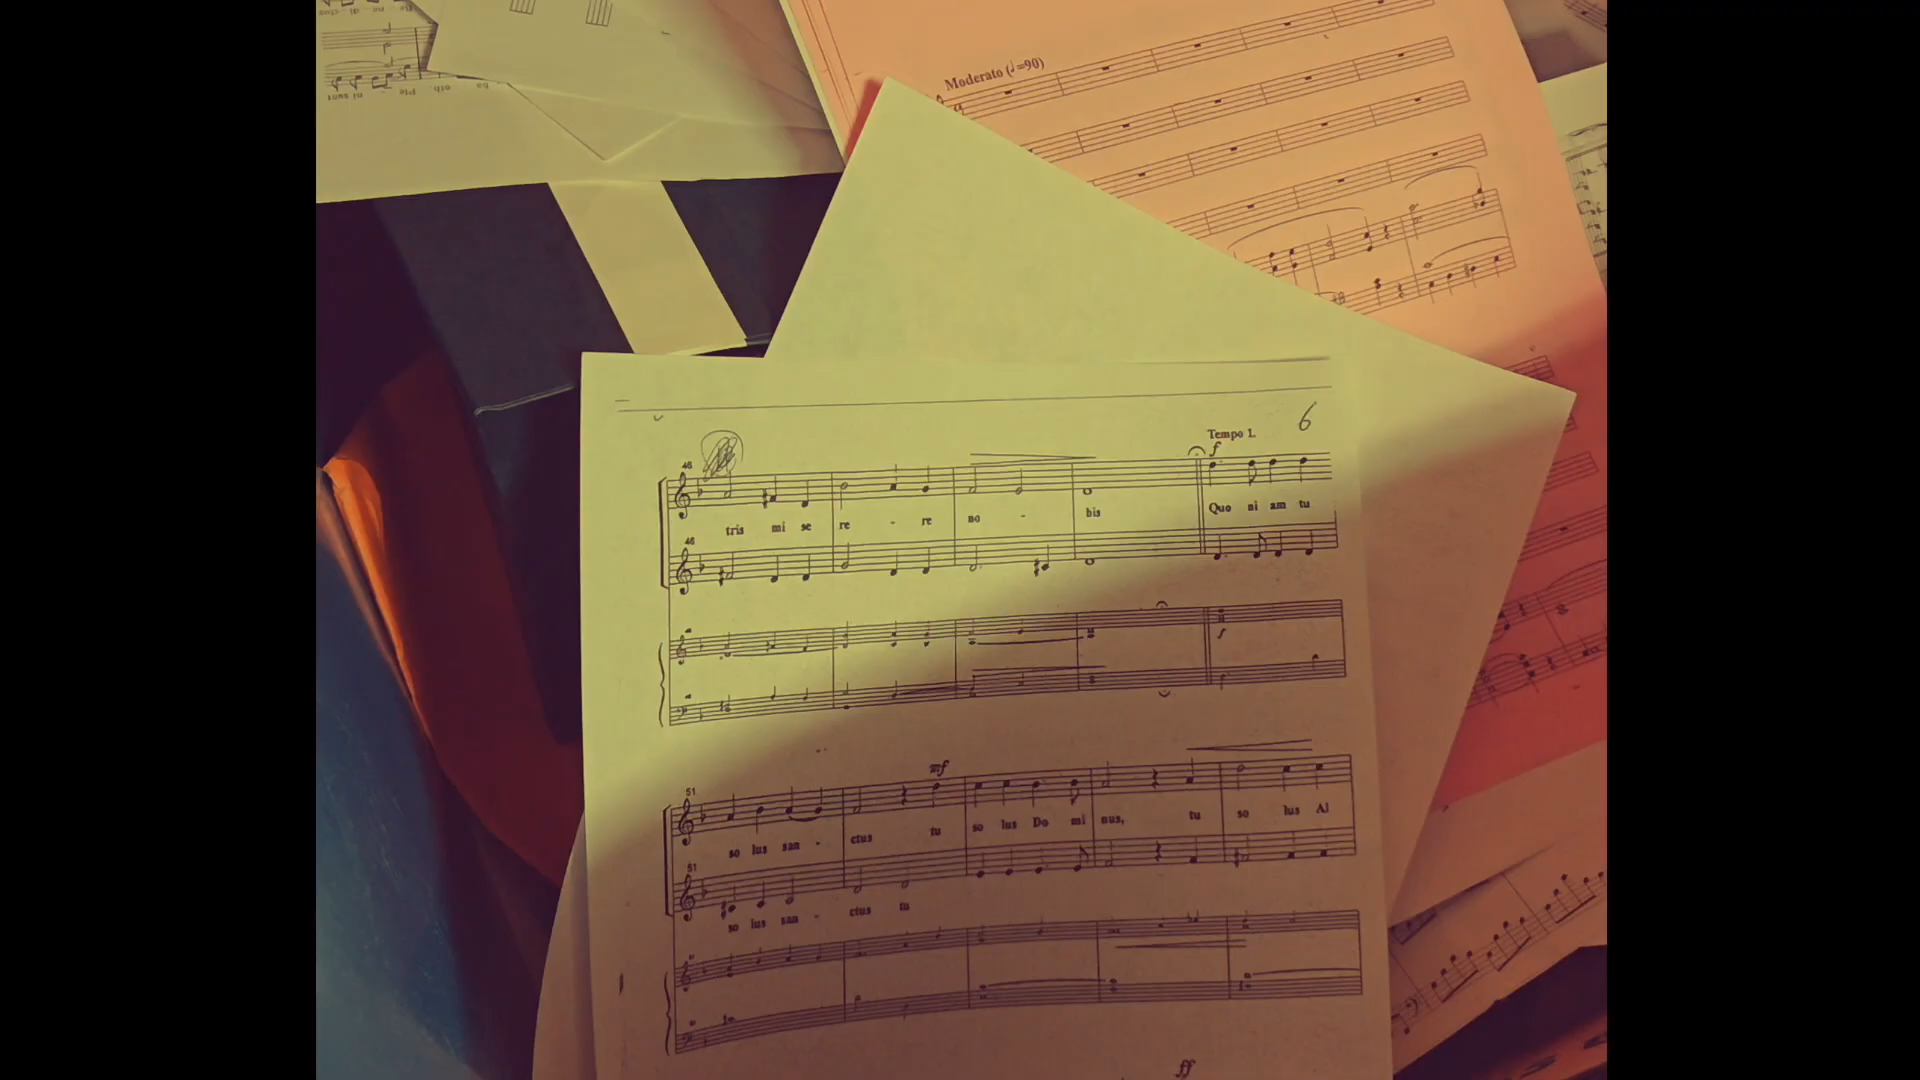 Moderato (♩=90)
6
Tempo 1.
f
46
tris mi se re - re no - bis Quo ni am tu
46
f
f
mf
51
so lus san - ctus tu so lus Do mi nus, tu so lus Al
51
so lus san - ctus tu
ff